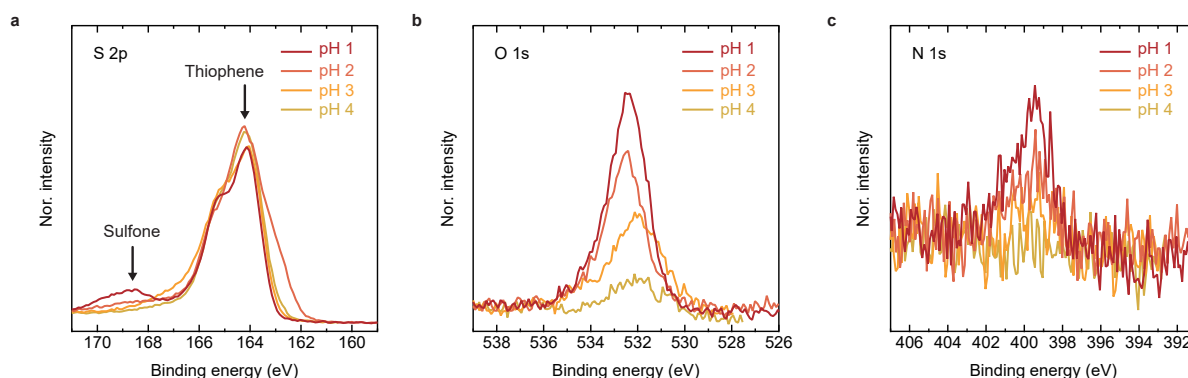 a
S 2p
pH 1
pH 2
pH 3
pH 4
Thiophene
Sulfone
Nor. intensity
170 168 166 164 162 160
Binding energy (eV)
b
O 1s
pH 1
pH 2
pH 3
pH 4
Nor. intensity
538 536 534 532 530 528 526
Binding energy (eV)
c
N 1s
pH 1
pH 2
pH 3
pH 4
Nor. intensity
406 404 402 400 398 396 394 392
Binding energy (eV)